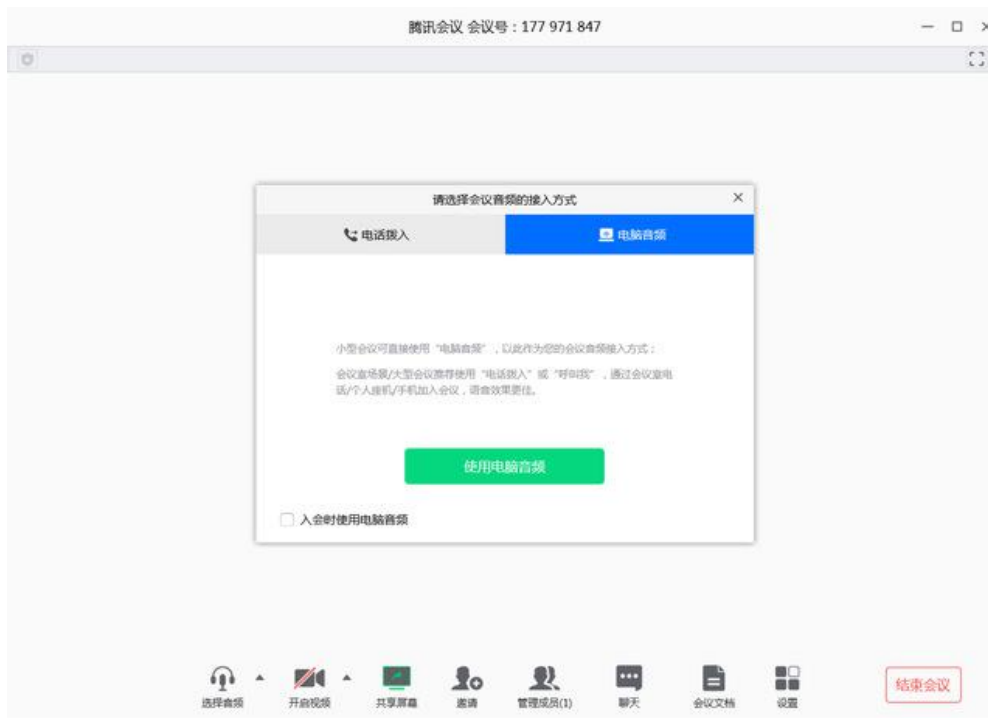 腾讯会议 会议号：177 971 847
请选择会议音频的接入方式
电话拨入
电脑音频
小型会议可直接使用“电脑音频”，以此作为您的会议音频接入方式；
会议室场景/大型会议推荐使用“电话拨入”或“呼叫我”，通过会议室电
话/个人座机/手机加入会议，语音效果更佳。
使用电脑音频
入会时使用电脑音频
选择音频
开启视频
共享屏幕
邀请
管理成员(1)
聊天
会议文档
设置
结束会议